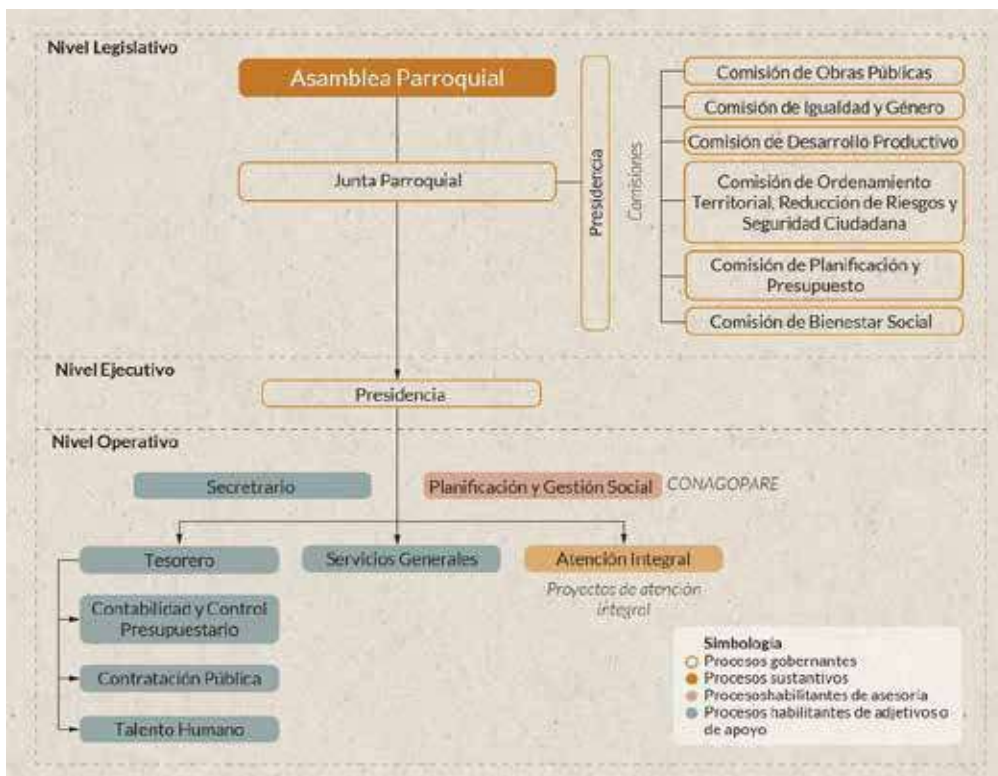 Nivel Legislativo
Asamblea Parroquial
Junta Parroquial
Presidencia
Comisiones
Comisión de Obras Públicas
Comisión de Igualdad y Género
Comisión de Desarrollo Productivo
Comisión de Ordenamiento
Territorial, Reducción de Riesgos y
Seguridad Ciudadana
Comisión de Planificación y
Presupuesto
Comisión de Bienestar Social
Nivel Ejecutivo
Presidencia
Nivel Operativo
Secretrario
Planificación y Gestión Social
CONAGOPARE
Tesorero
Servicios Generales
Atención Integral
Proyectos de atención
integral
Contabilidad y Control
Presupuestario
Contratación Pública
Talento Humano
Simbología
Procesos gobernantes
Procesos sustantivos
Procesoshabilitantes de asesoría
Procesos habilitantes de adjetivos o
de apoyo